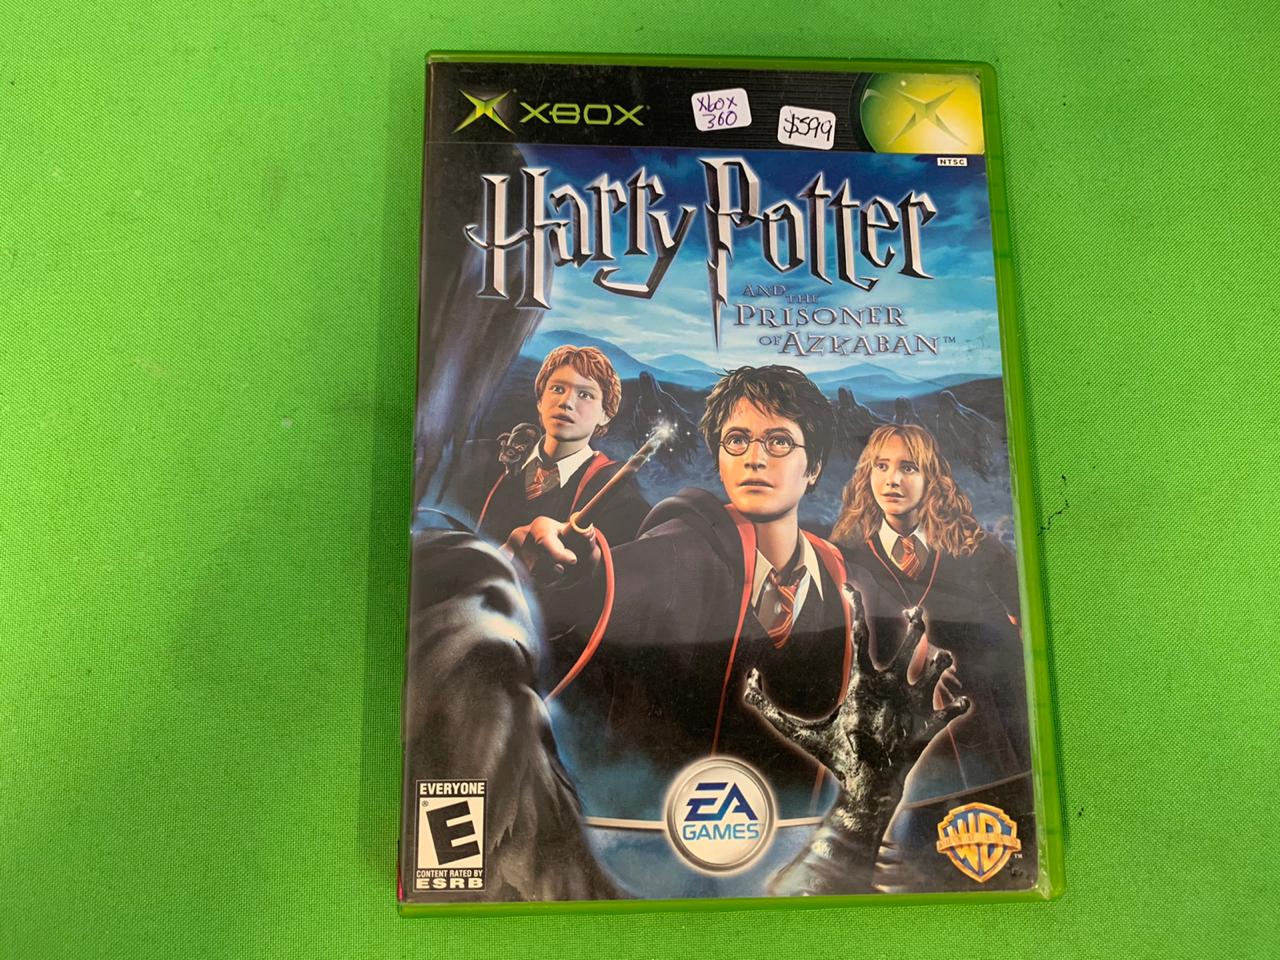 XBOX
xbox
360
$599
NTSC
Harry Potter
AND
THE
PRISONER
OF AZKABAN™
EVERYONE
E
®
CONTENT RATED BY
ESRB
EA
GAMES
WB
™